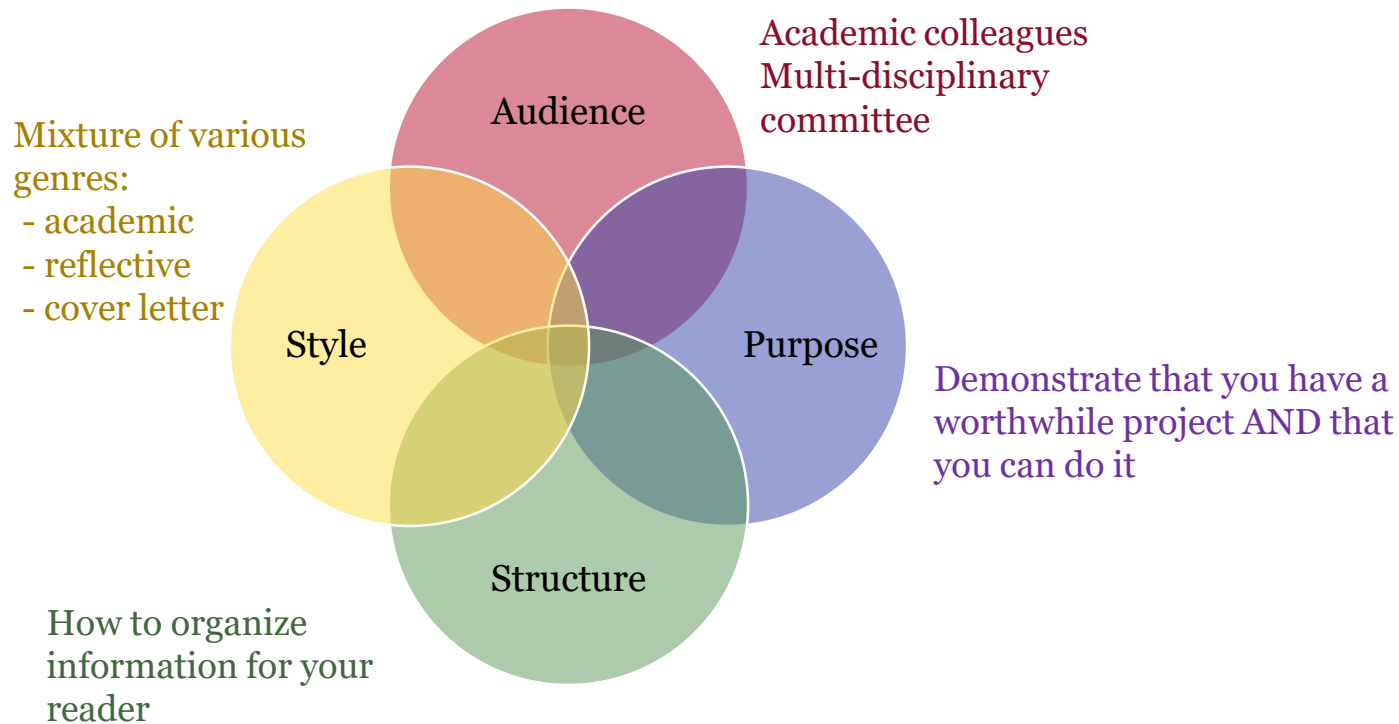 Academic colleagues
Multi-disciplinary
committee
Audience
Mixture of various
genres:
- academic
- reflective
- cover letter
Style
Purpose
Demonstrate that you have a
worthwhile project AND that
you can do it
Structure
How to organize
information for your
reader